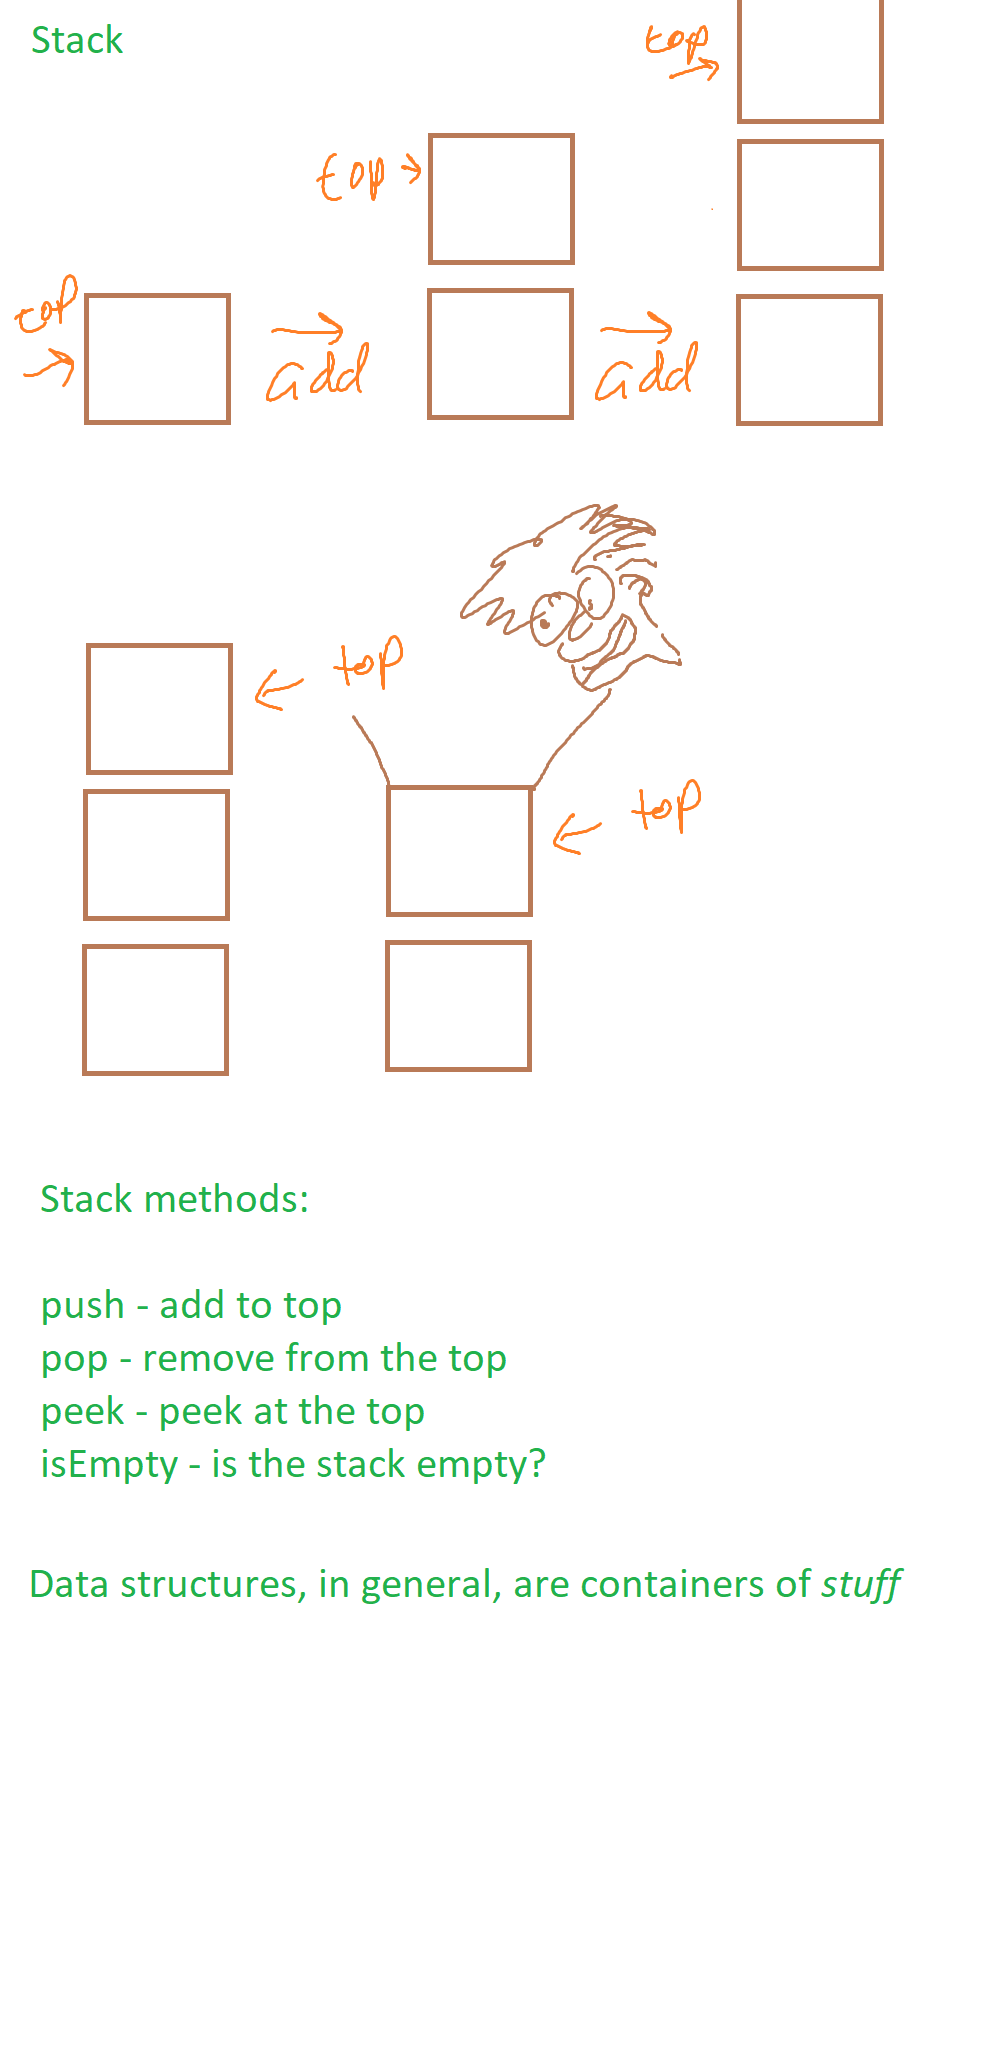 Stack
top
top
top
add
add
top
top
Stack methods:
push - add to top
pop - remove from the top
peek - peek at the top
isEmpty - is the stack empty?
Data structures, in general, are containers of stuff